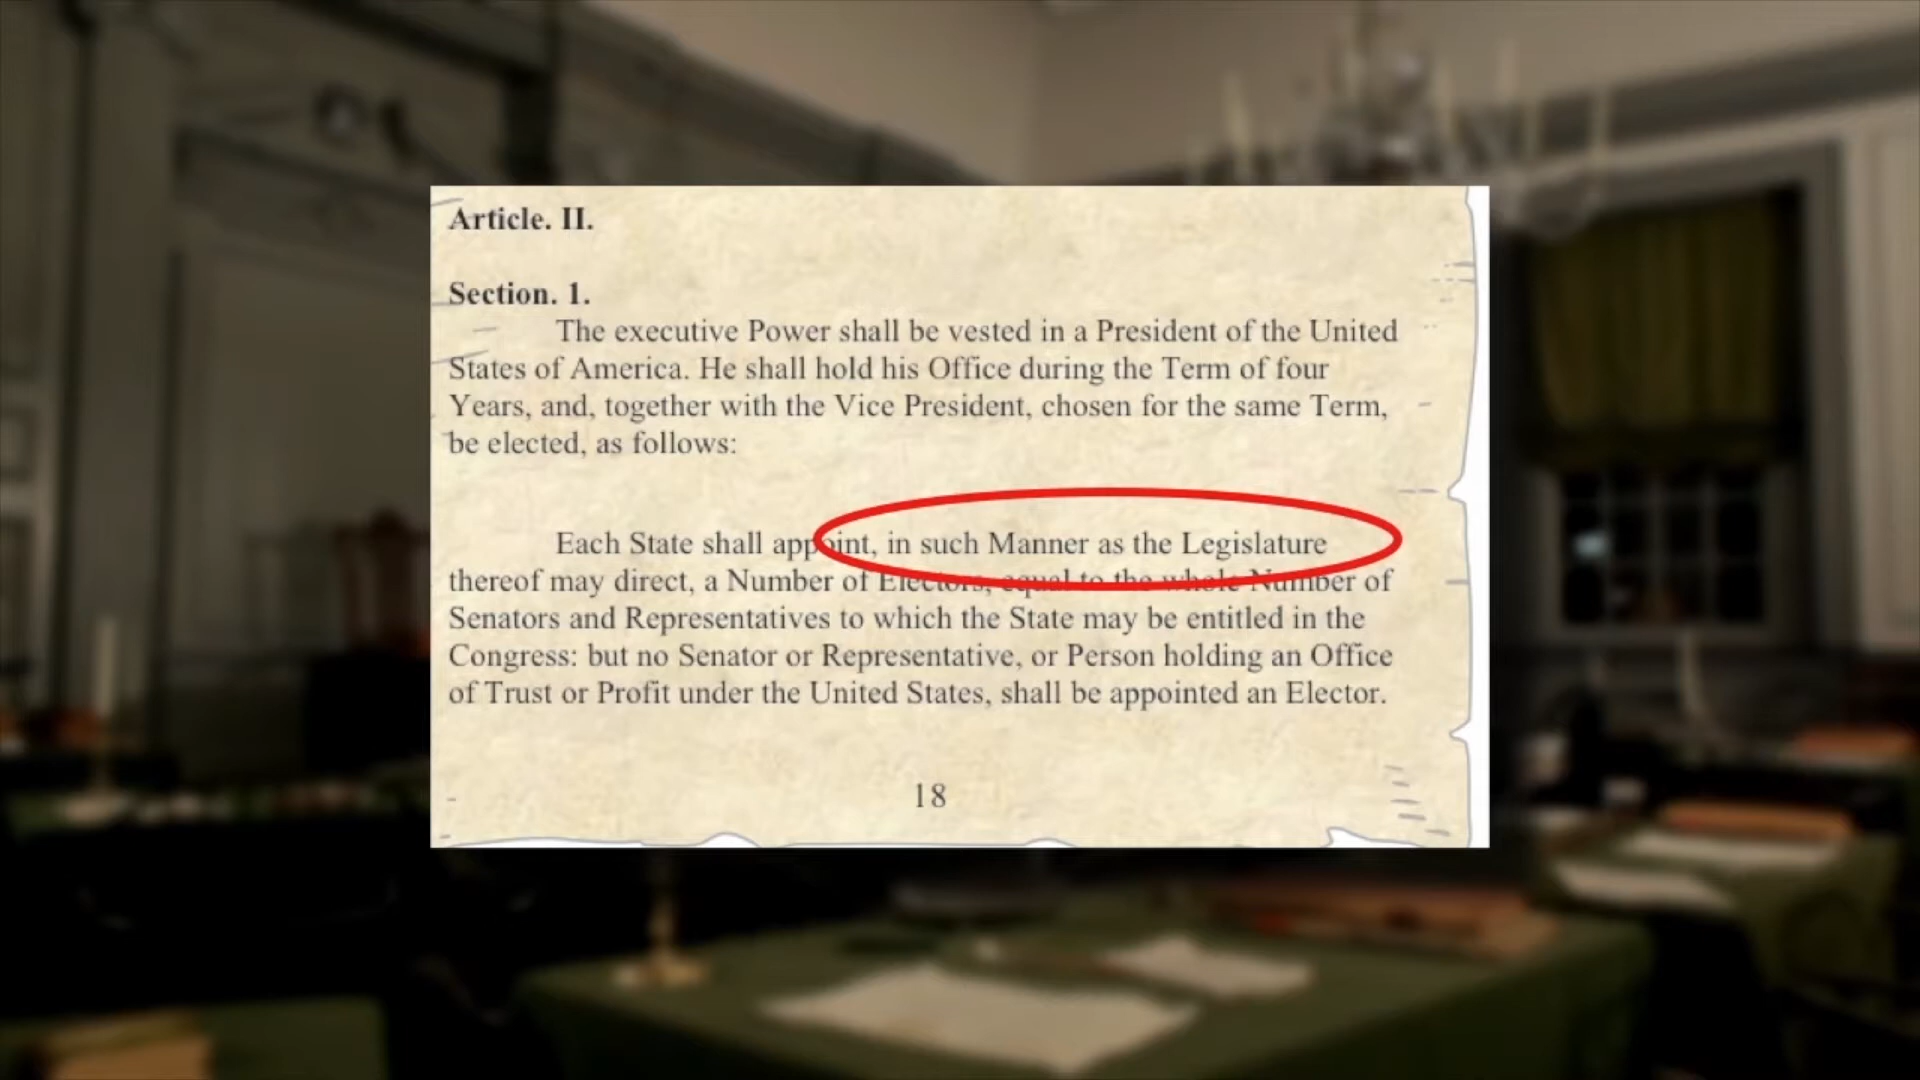 Article. II.
Section. 1.
The executive Power shall be vested in a President of the United
States of America. He shall hold his Office during the Term of four
Years, and, together with the Vice President, chosen for the same Term,
be elected, as follows:
Each State shall appoint, in such Manner as the Legislature
thereof may direct, a Number of Electors, equal to the whole Number of
Senators and Representatives to which the State may be entitled in the
Congress: but no Senator or Representative, or Person holding an Office
of Trust or Profit under the United States, shall be appointed an Elector.
18